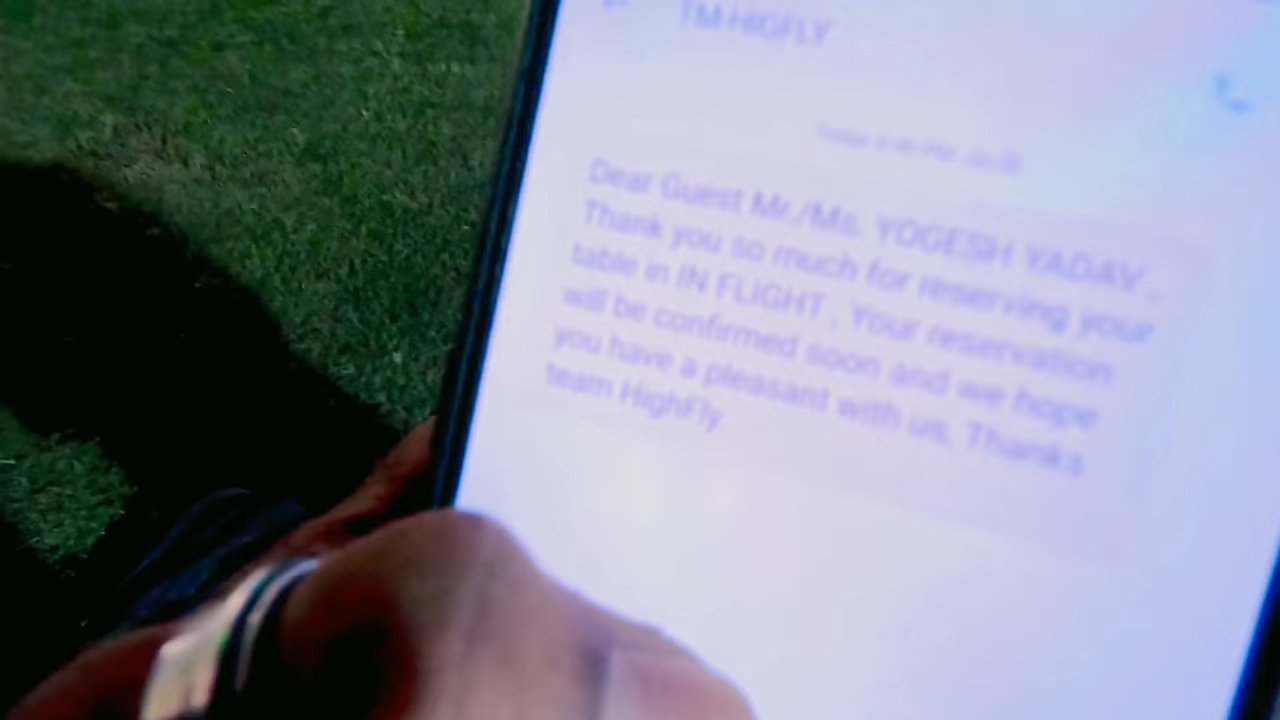 TM-HIGFLY
Dear Guest Mr./Ms. YOGESH YADAV .
Thank you so much for reserving your
table in IN FLIGHT . Your reservation
will be confirmed soon and we hope
you have a pleasant with us. Thanks
team HighFly